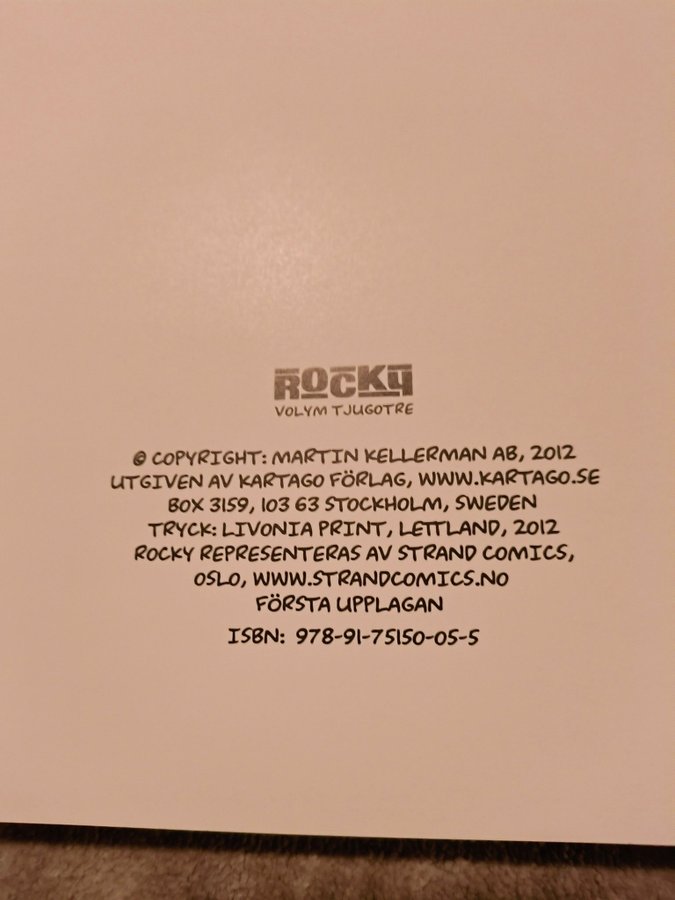 ROCKY
VOLYM TJUGOTRE
© COPYRIGHT: MARTIN KELLERMAN AB, 2012
UTGIVEN AV KARTAGO FÖRLAG, WWW.KARTAGO.SE
BOX 3159, 103 63 STOCKHOLM, SWEDEN
TRYCK: LIVONIA PRINT, LETTLAND, 2012
ROCKY REPRESENTERAS AV STRAND COMICS,
OSLO, WWW.STRANDCOMICS.NO
FÖRSTA UPPLAGAN
ISBN: 978-91-75150-05-5